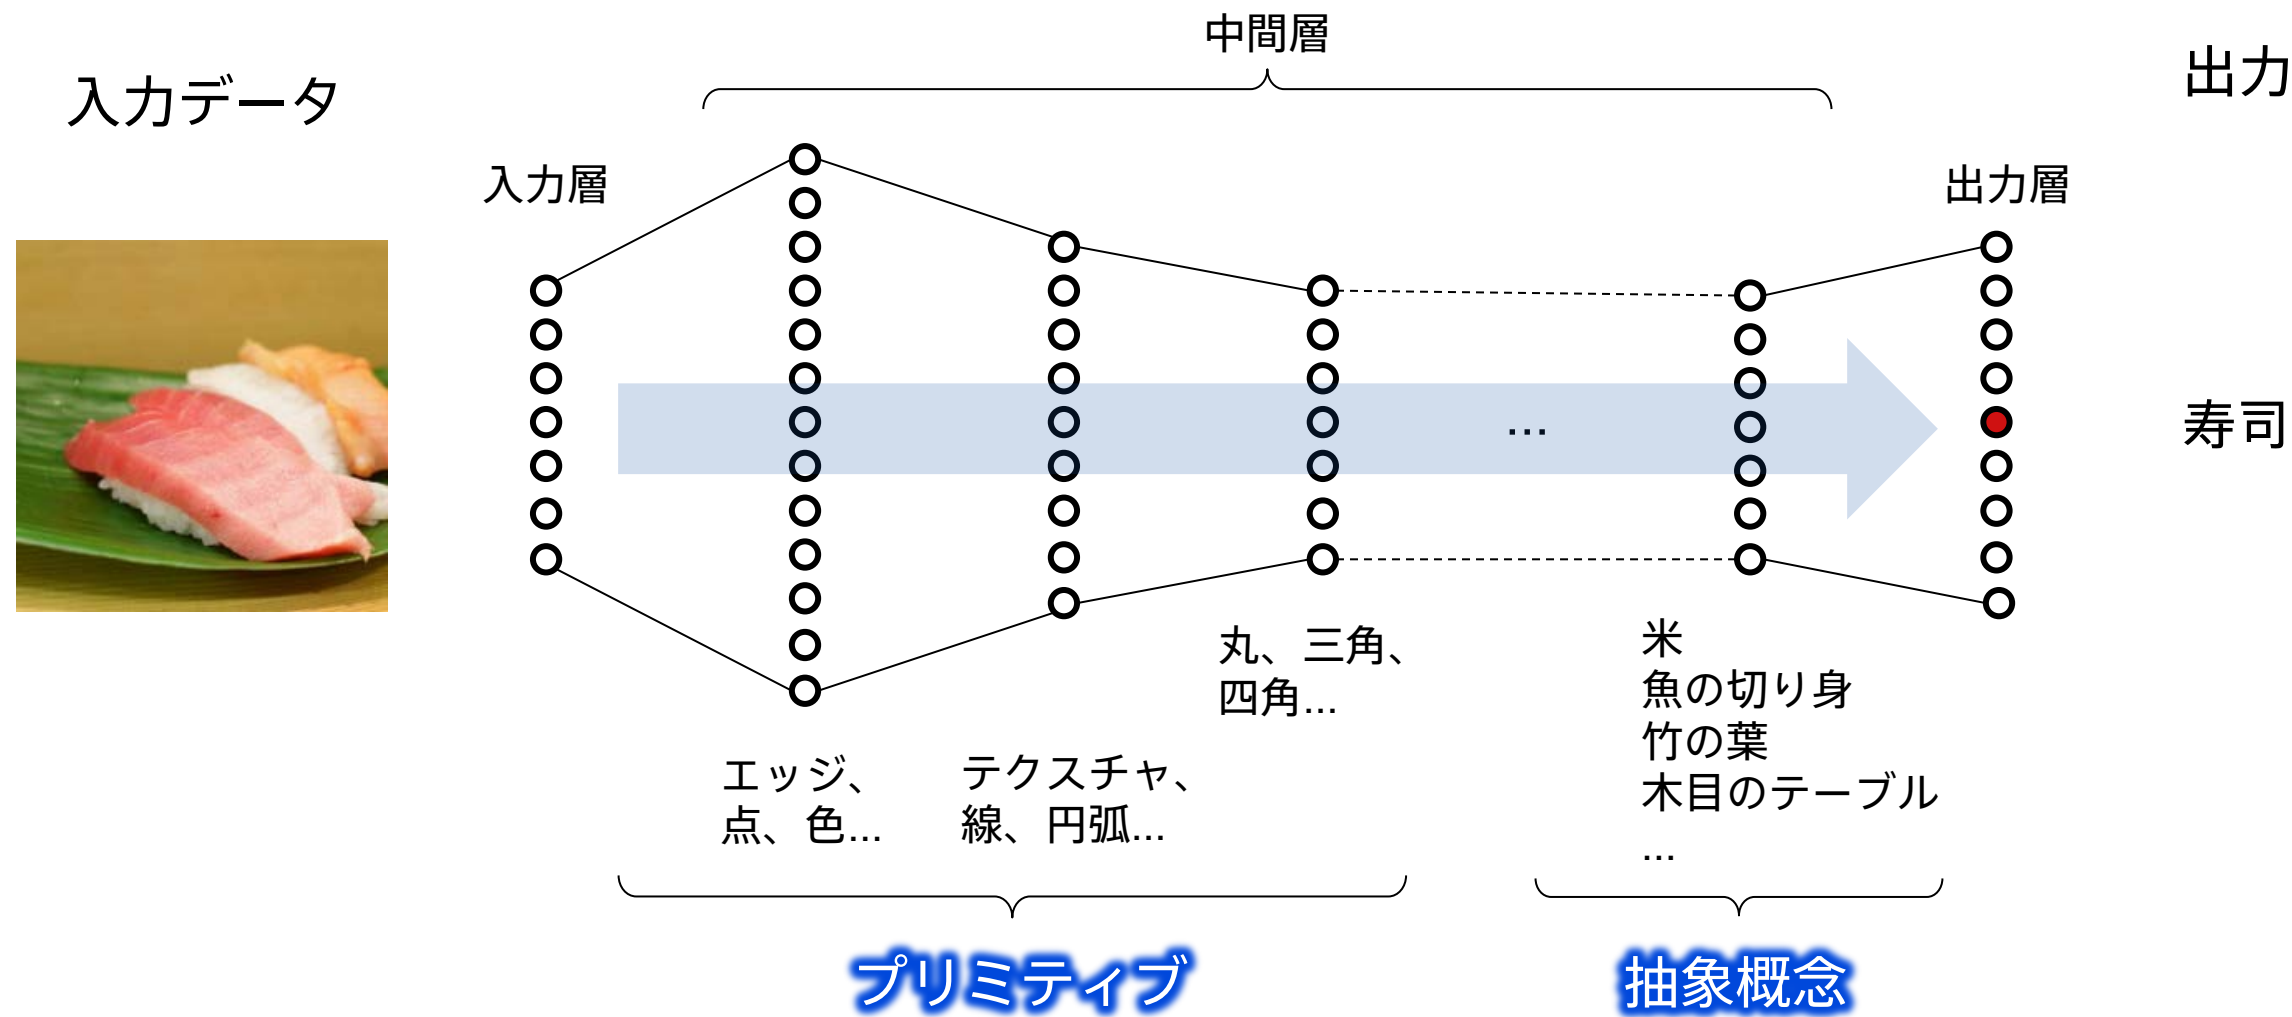 中間層
入力データ
出力
入力層
出力層
寿司
...
丸、三角、
四角...
米
魚の切り身
竹の葉
木目のテーブル
...
エッジ、
点、色...
テクスチャ、
線、円弧...
プリミティブ
抽象概念